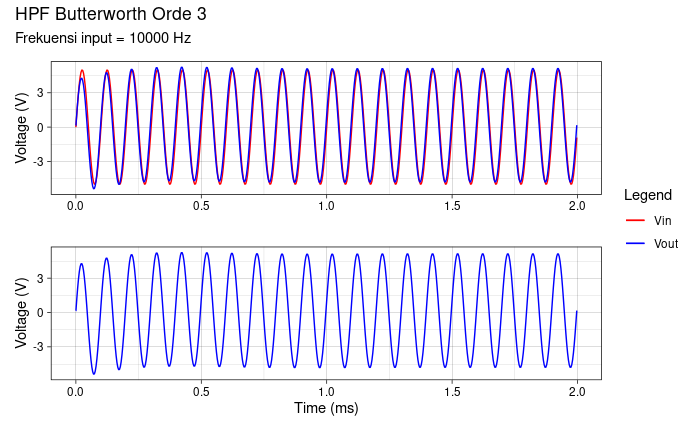 HPF Butterworth Orde 3
Frekuensi input = 10000 Hz
Voltage (V)
3
0
-3
0.0
0.5
1.0
1.5
2.0
Legend
Vin
Vout
Voltage (V)
3
0
-3
0.0
0.5
1.0
1.5
2.0
Time (ms)